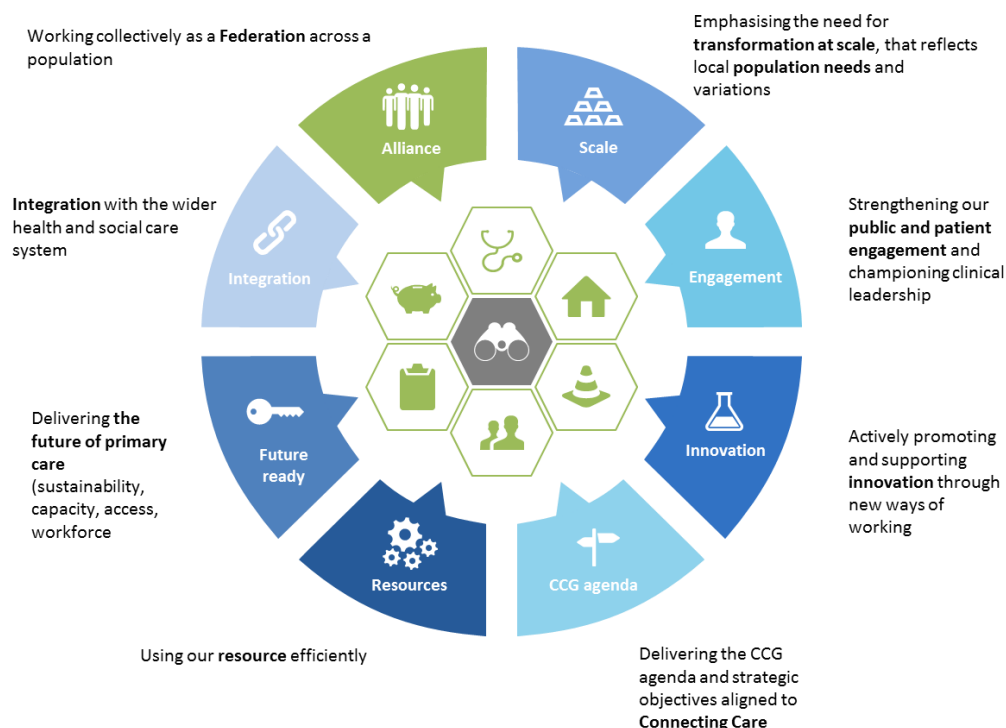 Working collectively as a Federation across a
population
Emphasising the need for
transformation at scale, that reflects
local population needs and
variations
Alliance
Scale
Integration with the wider
health and social care
system
Integration
Engagement
Strengthening our
public and patient
engagement and
championing clinical
leadership
Delivering the
future of primary
care
(sustainability,
capacity, access,
workforce
Future
ready
Innovation
Actively promoting
and supporting
innovation through
new ways of
working
Resources
CCG agenda
Using our resource efficiently
Delivering the CCG
agenda and strategic
objectives aligned to
Connecting Care